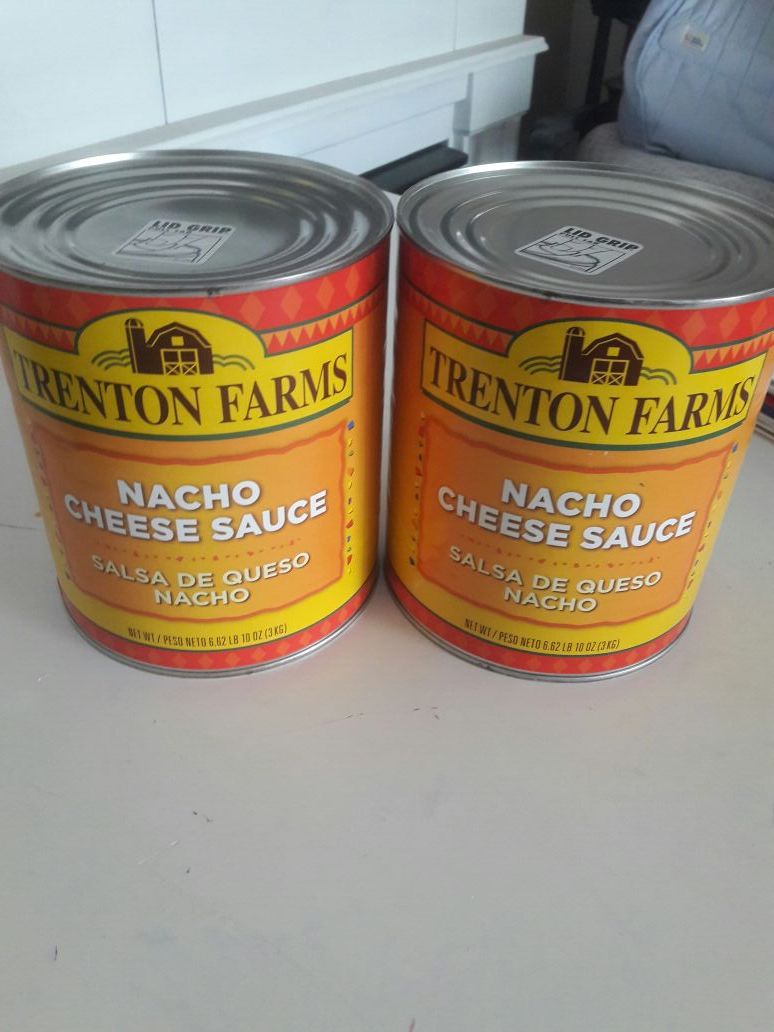 LID GRIP
TRENTON FARMS
NACHO
CHEESE SAUCE
SALSA DE QUESO
NACHO
NET WT / PESO NETO 6.62 LB 10 OZ (3 KG)
LID GRIP
TRENTON FARMS
NACHO
CHEESE SAUCE
SALSA DE QUESO
NACHO
NET WT / PESO NETO 6.62 LB 10 OZ (3 KG)